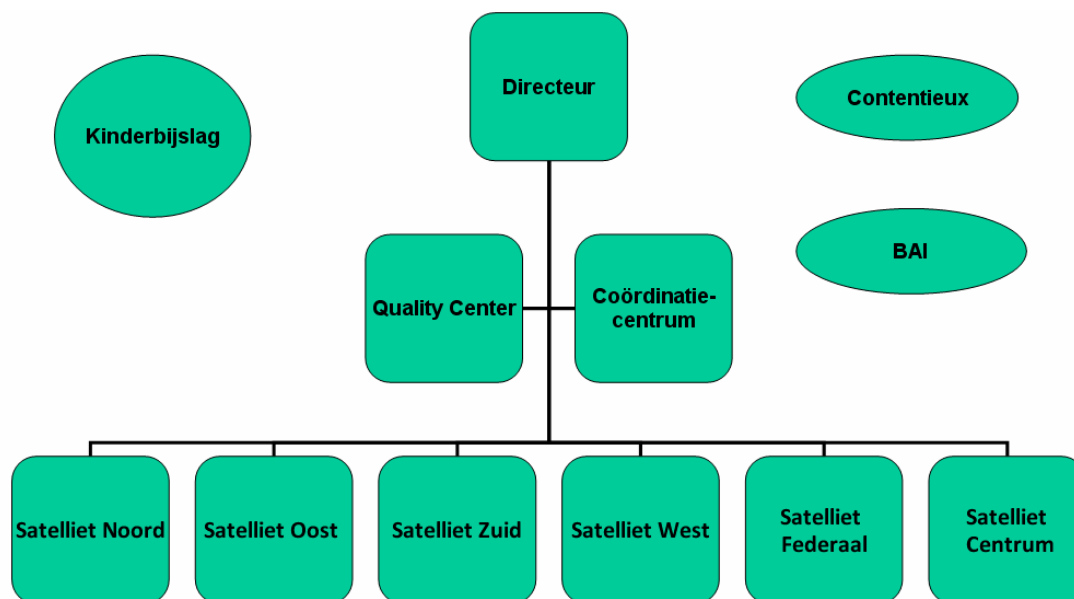 Directeur
Kinderbijslag
Contentieux
BAI
Quality Center
Coördinatie-
centrum
Satelliet Noord
Satelliet Oost
Satelliet Zuid
Satelliet West
Satelliet
Federaal
Satelliet
Centrum